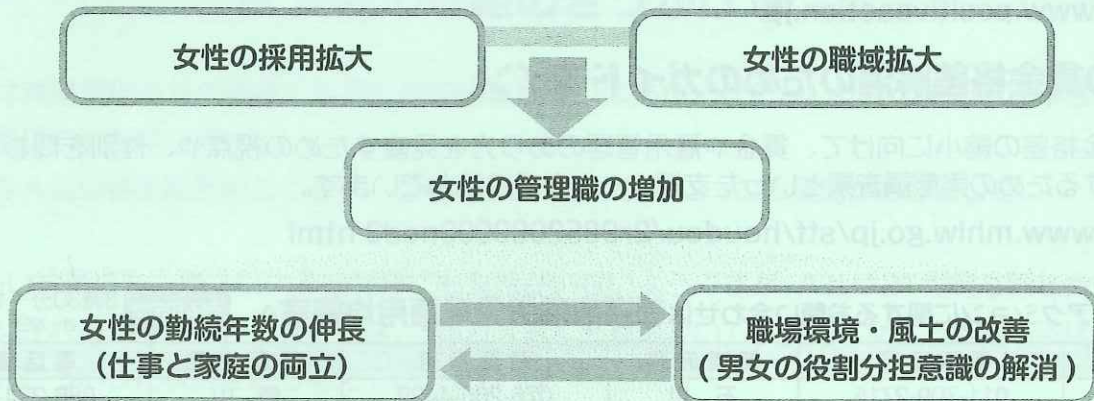 女性の採用拡大
女性の職域拡大
女性の管理職の増加
女性の勤続年数の伸長
（仕事と家庭の両立）
職場環境・風土の改善
( 男女の役割分担意識の解消 )